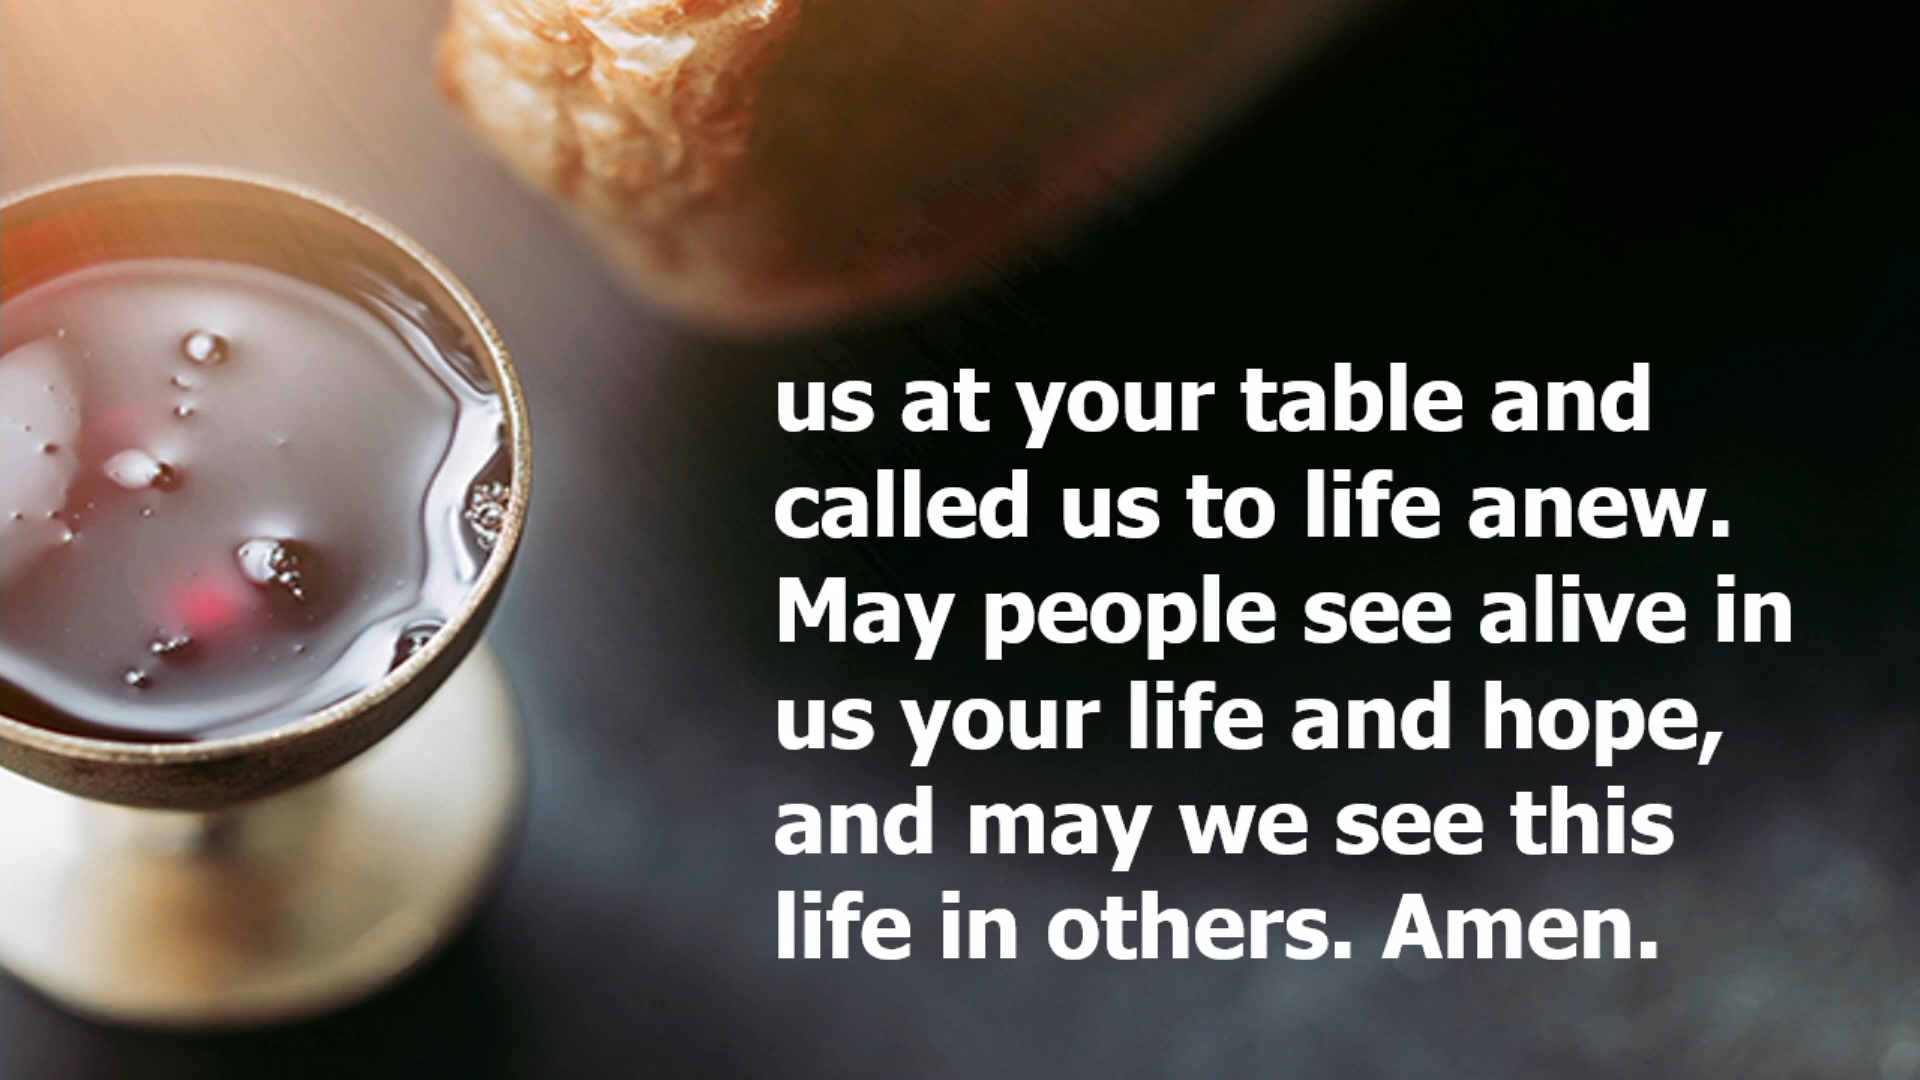 us at your table and
called us to life anew.
May people see alive in
us your life and hope,
and may we see this
life in others. Amen.